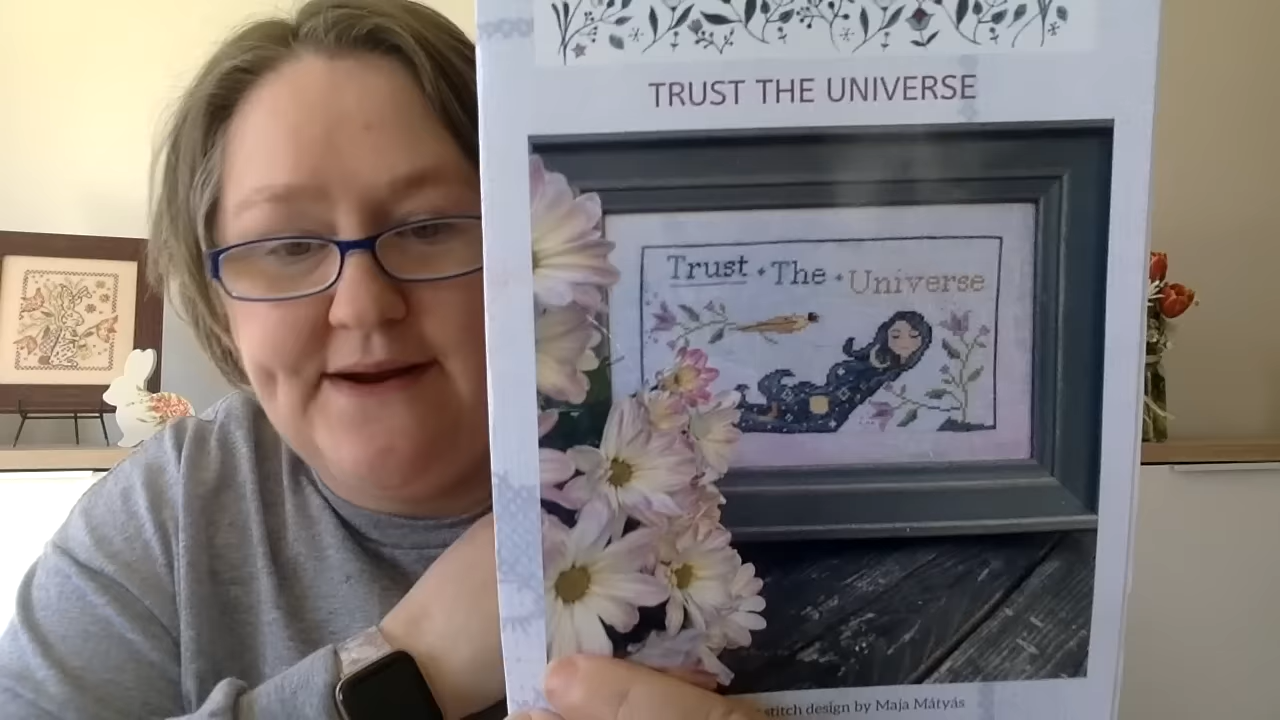 TRUST THE UNIVERSE
Trust • The • Universe
stitch design by Maja Mátyás